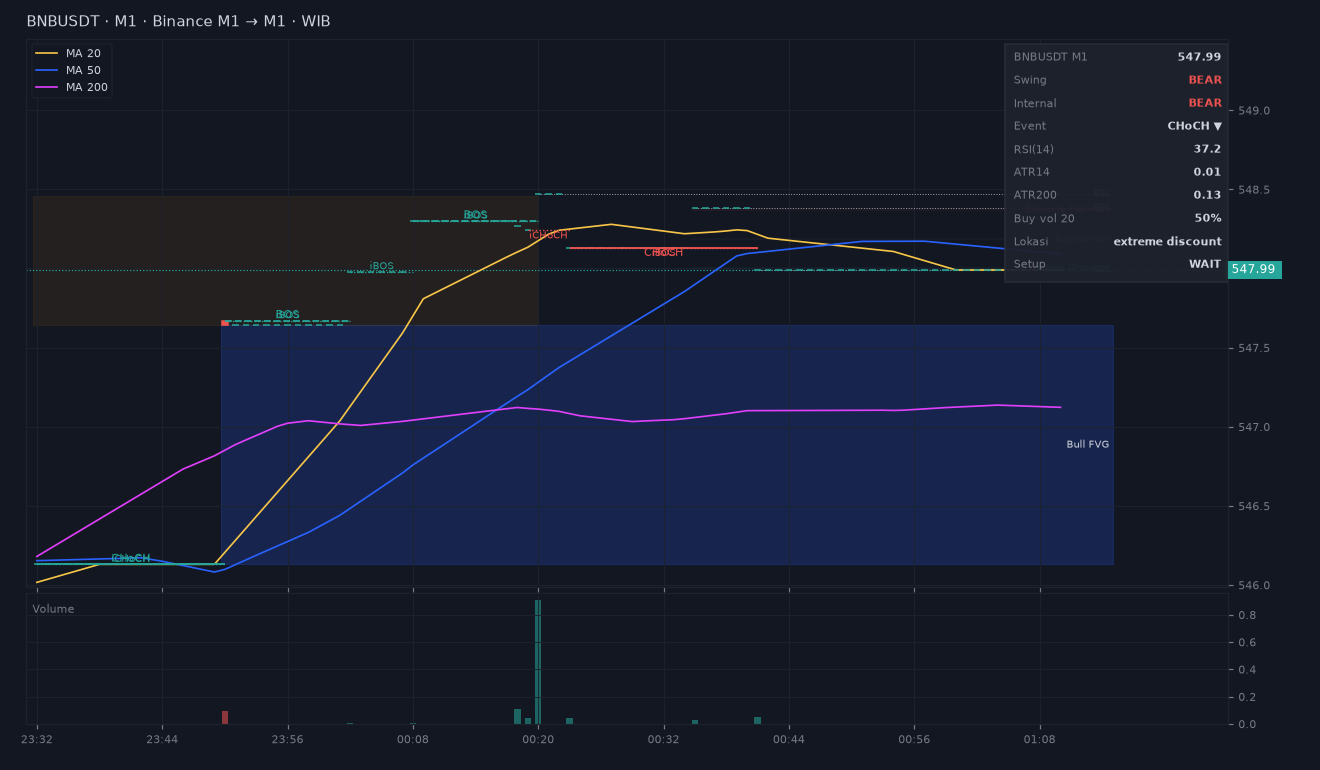 BNBUSDT · M1 · Binance M1 → M1 · WIB
MA 20
MA 50
MA 200
BNBUSDT M1 547.99
Swing BEAR
Internal BEAR
Event CHoCH ▼
RSI(14) 37.2
ATR14 0.01
ATR200 0.13
Buy vol 20 50%
Lokasi extreme discount
Setup WAIT
549.0
548.5
547.99
547.5
547.0
546.5
546.0
BOS
iCHoCH
iBOS
BOS
Bull FVG
Volume
0.8
0.6
0.4
0.2
0.0
23:32 23:44 23:56 00:08 00:20 00:32 00:44 00:56 01:08